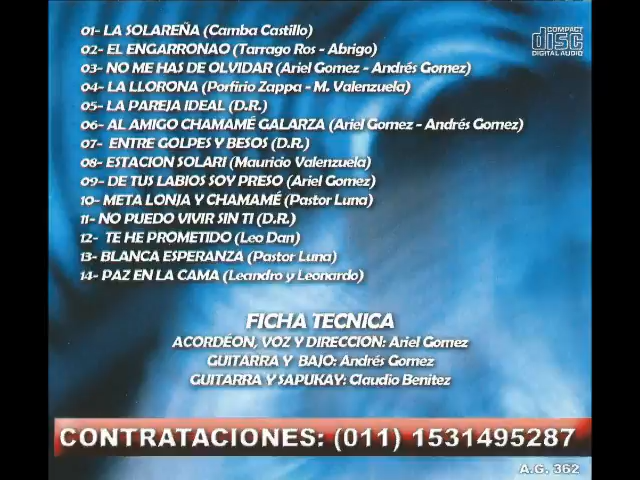 01- LA SOLAREÑA (Camba Castillo)
02- EL ENGARRONAO (Tarrago Ros - Abrigo)
03- NO ME HAS DE OLVIDAR (Ariel Gomez - Andrés Gomez)
04- LA LLORONA (Porfirio Zappa - M. Valenzuela)
05- LA PAREJA IDEAL (D.R.)
06- AL AMIGO CHAMAMÉ GALARZA (Ariel Gomez - Andrés Gomez)
07- ENTRE GOLPES Y BESOS (D.R.)
08- ESTACION SOLARI (Mauricio Valenzuela)
09- DE TUS LABIOS SOY PRESO (Ariel Gomez)
10- META LONJA Y CHAMAMÉ (Pastor Luna)
11- NO PUEDO VIVIR SIN TI (D.R.)
12- TE HE PROMETIDO (Leo Dan)
13- BLANCA ESPERANZA (Pastor Luna)
14- PAZ EN LA CAMA (Leandro y Leonardo)
COMPACT
disc
DIGITAL AUDIO
FICHA TECNICA
ACORDÉON, VOZ Y DIRECCION: Ariel Gomez
GUITARRA Y BAJO: Andrés Gomez
GUITARRA Y SAPUKAY: Claudio Benitez
CONTRATACIONES: (011) 1531495287
A.G. 362